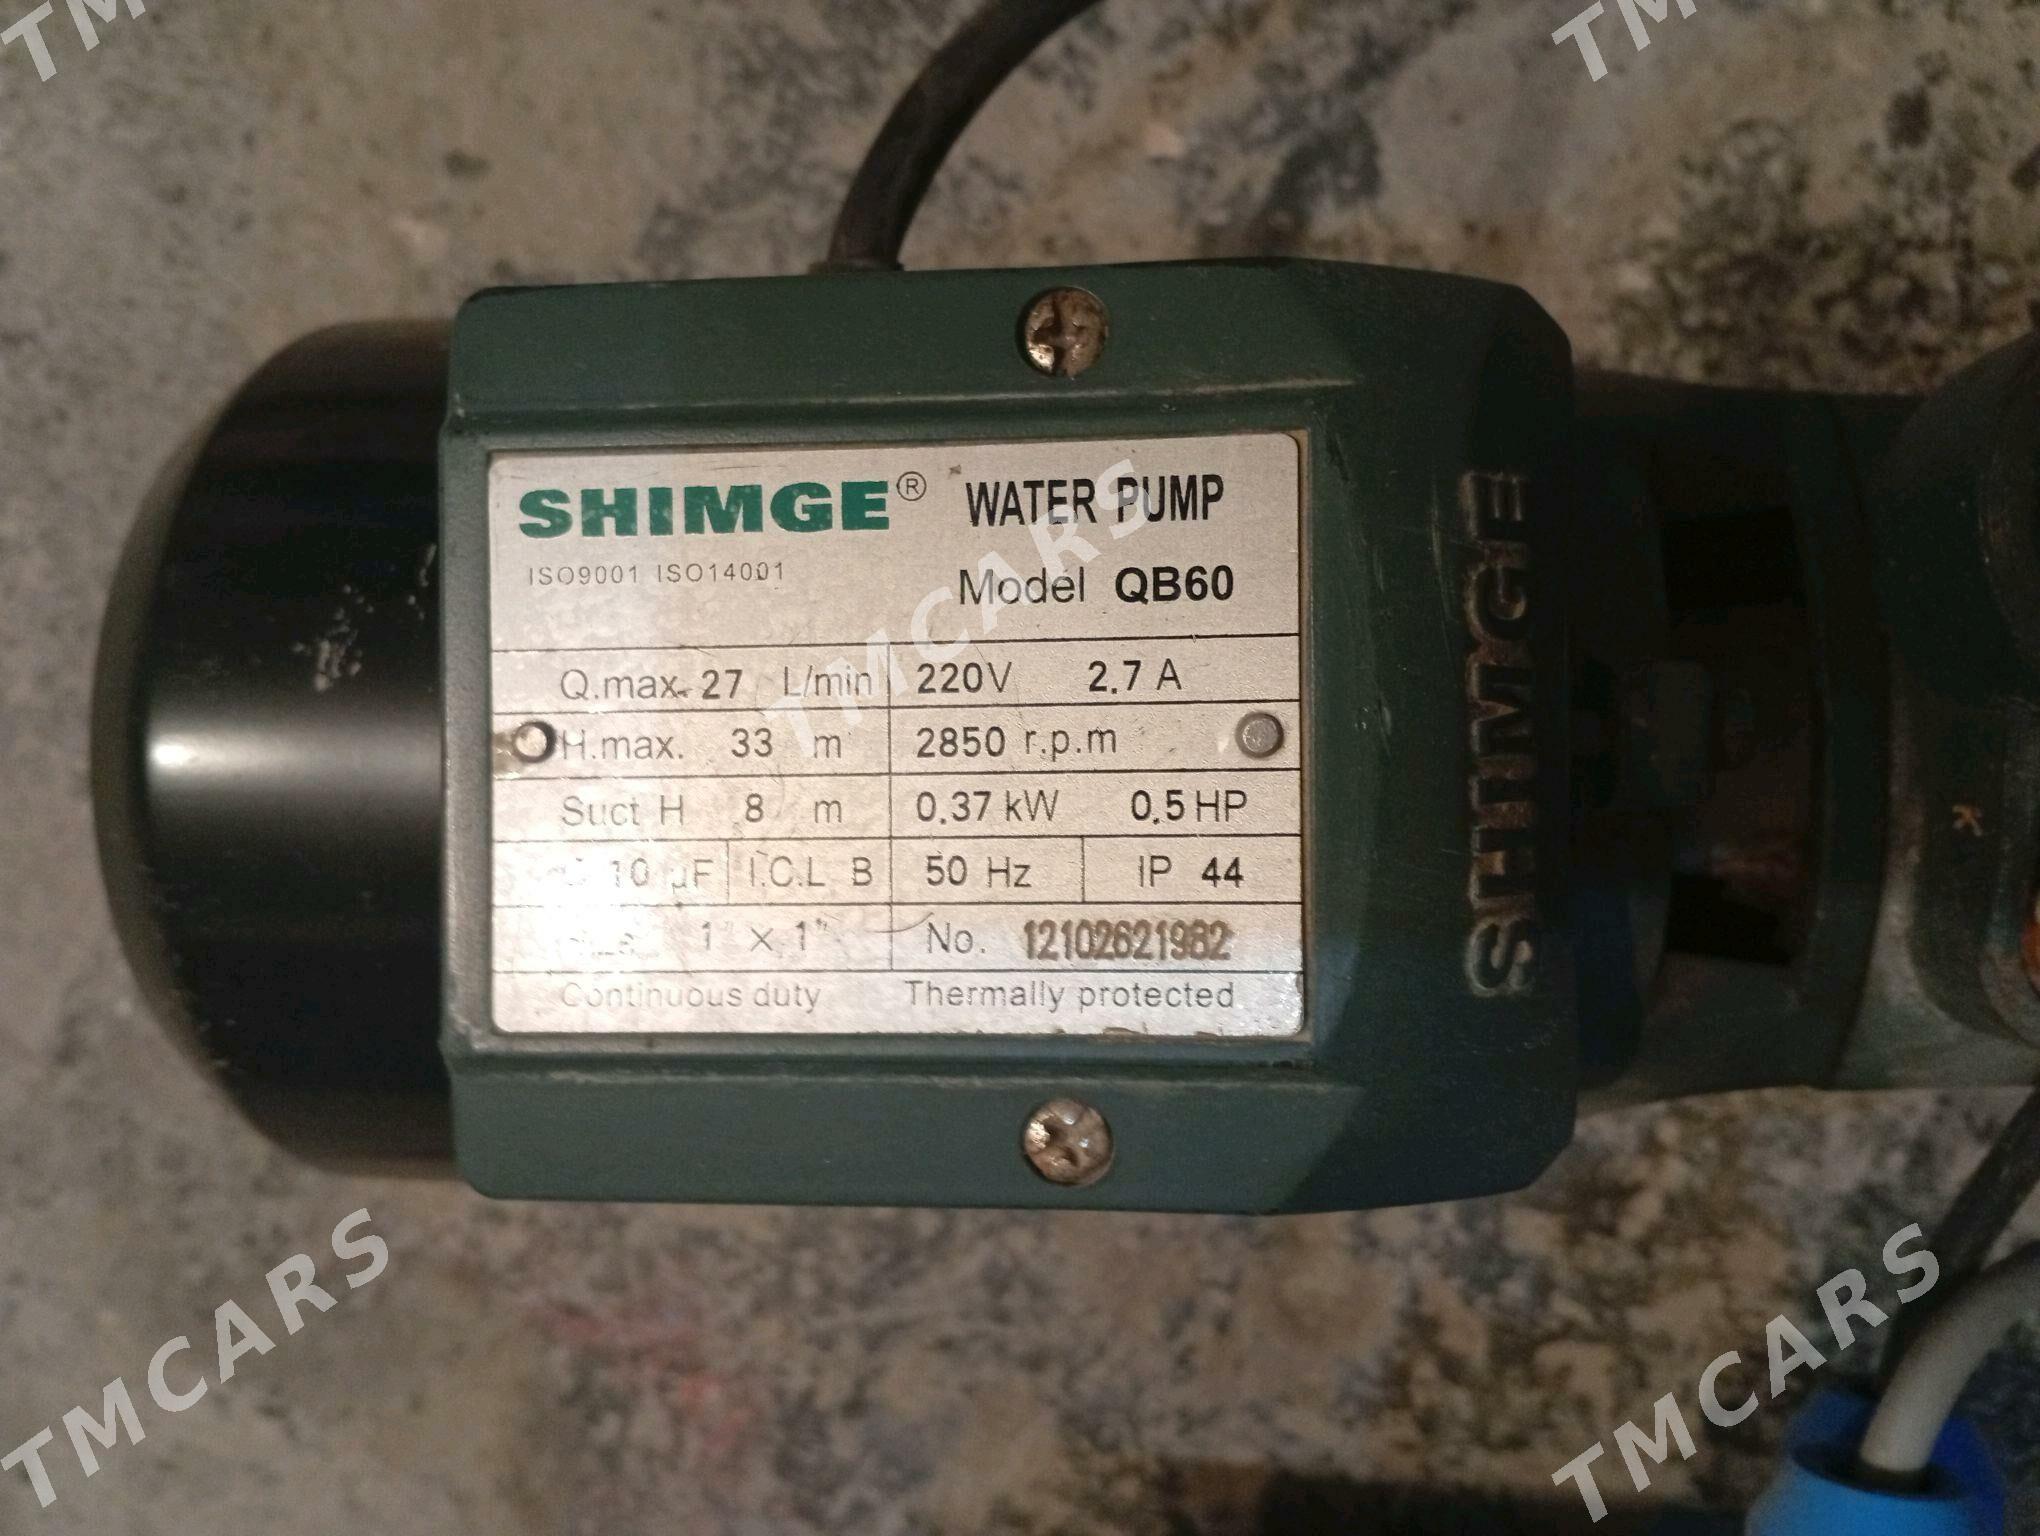 SHIMGE® WATER PUMP
ISO9001 ISO14001 Model QB60
Q.max. 27 L/min 220V 2.7 A
H.max. 33 m 2850 r.p.m
Suct H 8 m 0.37 kW 0.5 HP
10 µF I.C.L B 50 Hz IP 44
1" X 1" No. 12102621982
Continuous duty Thermally protected
SHIMGE
TMCARS
TMCARS
TMCARS